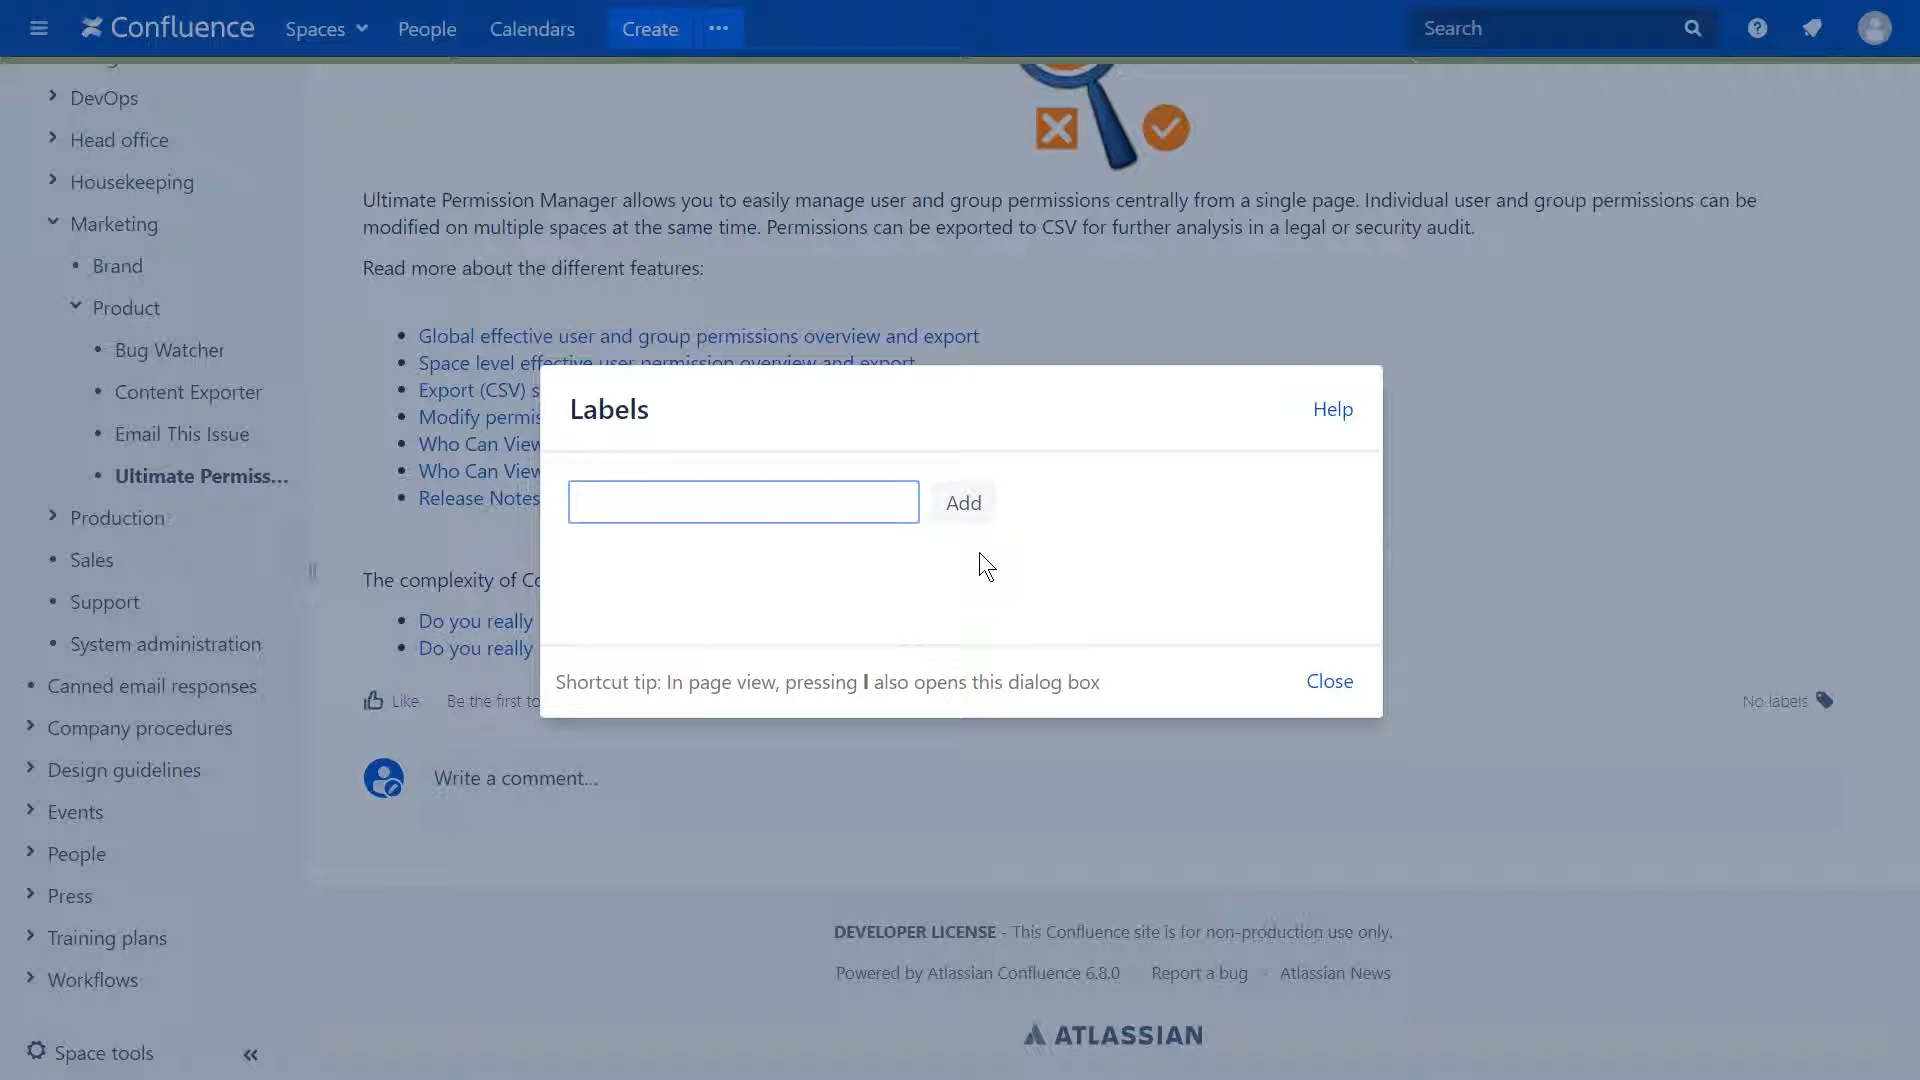 Confluence
Spaces
People
Calendars
Create
Search
DevOps
Head office
Housekeeping
Marketing
Brand
Product
Bug Watcher
Content Exporter
Email This Issue
Ultimate Permiss...
Production
Sales
Support
System administration
Canned email responses
Company procedures
Design guidelines
Events
People
Press
Training plans
Workflows
Space tools
Ultimate Permission Manager allows you to easily manage user and group permissions centrally from a single page. Individual user and group permissions can be
modified on multiple spaces at the same time. Permissions can be exported to CSV for further analysis in a legal or security audit.
Read more about the different features:
Global effective user and group permissions overview and export
Space level effective user permission overview and export
Export (CSV)
Modify
Who Can View
Who Can View
Release Notes
The complexity of
Do you really
Do you really
Labels
Help
Add
Shortcut tip: In page view, pressing l also opens this dialog box
Close
Like
Be the first to
No labels
Write a comment...
DEVELOPER LICENSE - This Confluence site is for non-production use only.
Powered by Atlassian Confluence 6.8.0 Report a bug · Atlassian News
ATLASSIAN